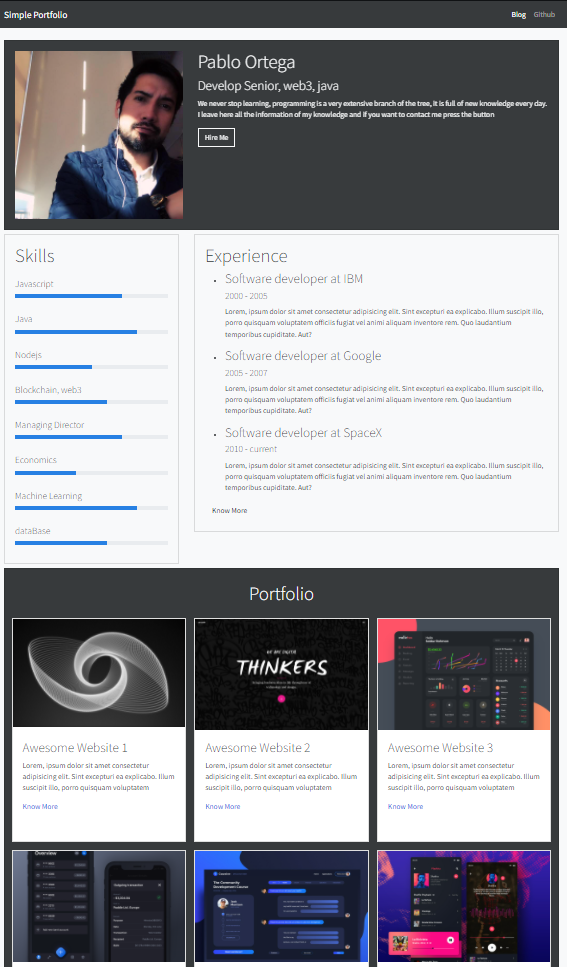 Simple Portfolio
Blog Github
Pablo Ortega
Develop Senior, web3, java
We never stop learning, programming is a very extensive branch of the tree, it is full of new knowledge every day.
I leave here all the information of my knowledge and if you want to contact me press the button
Hire Me
Skills
Javascript
Java
Nodejs
Blockchain, web3
Managing Director
Economics
Machine Learning
dataBase
Experience
Software developer at IBM
2000 - 2005
Lorem, ipsum dolor sit amet consectetur adipisicing elit. Sint excepturi ea explicabo. Illum suscipit illo,
porro quisquam voluptatem officiis fugiat vel animi aliquam inventore rem. Quo laudantium
temporibus cupiditate. Aut?
Software developer at Google
2005 - 2007
Lorem, ipsum dolor sit amet consectetur adipisicing elit. Sint excepturi ea explicabo. Illum suscipit illo,
porro quisquam voluptatem officiis fugiat vel animi aliquam inventore rem. Quo laudantium
temporibus cupiditate. Aut?
Software developer at SpaceX
2010 - current
Lorem, ipsum dolor sit amet consectetur adipisicing elit. Sint excepturi ea explicabo. Illum suscipit illo,
porro quisquam voluptatem officiis fugiat vel animi aliquam inventore rem. Quo laudantium
temporibus cupiditate. Aut?
Know More
Portfolio
THINKERS
Awesome Website 1
Lorem, ipsum dolor sit amet consectetur
adipisicing elit. Sint excepturi ea explicabo. Illum
suscipit illo, porro quisquam voluptatem
Know More
Awesome Website 2
Lorem, ipsum dolor sit amet consectetur
adipisicing elit. Sint excepturi ea explicabo. Illum
suscipit illo, porro quisquam voluptatem
Know More
Awesome Website 3
Lorem, ipsum dolor sit amet consectetur
adipisicing elit. Sint excepturi ea explicabo. Illum
suscipit illo, porro quisquam voluptatem
Know More
Overview
The Community
Development Course